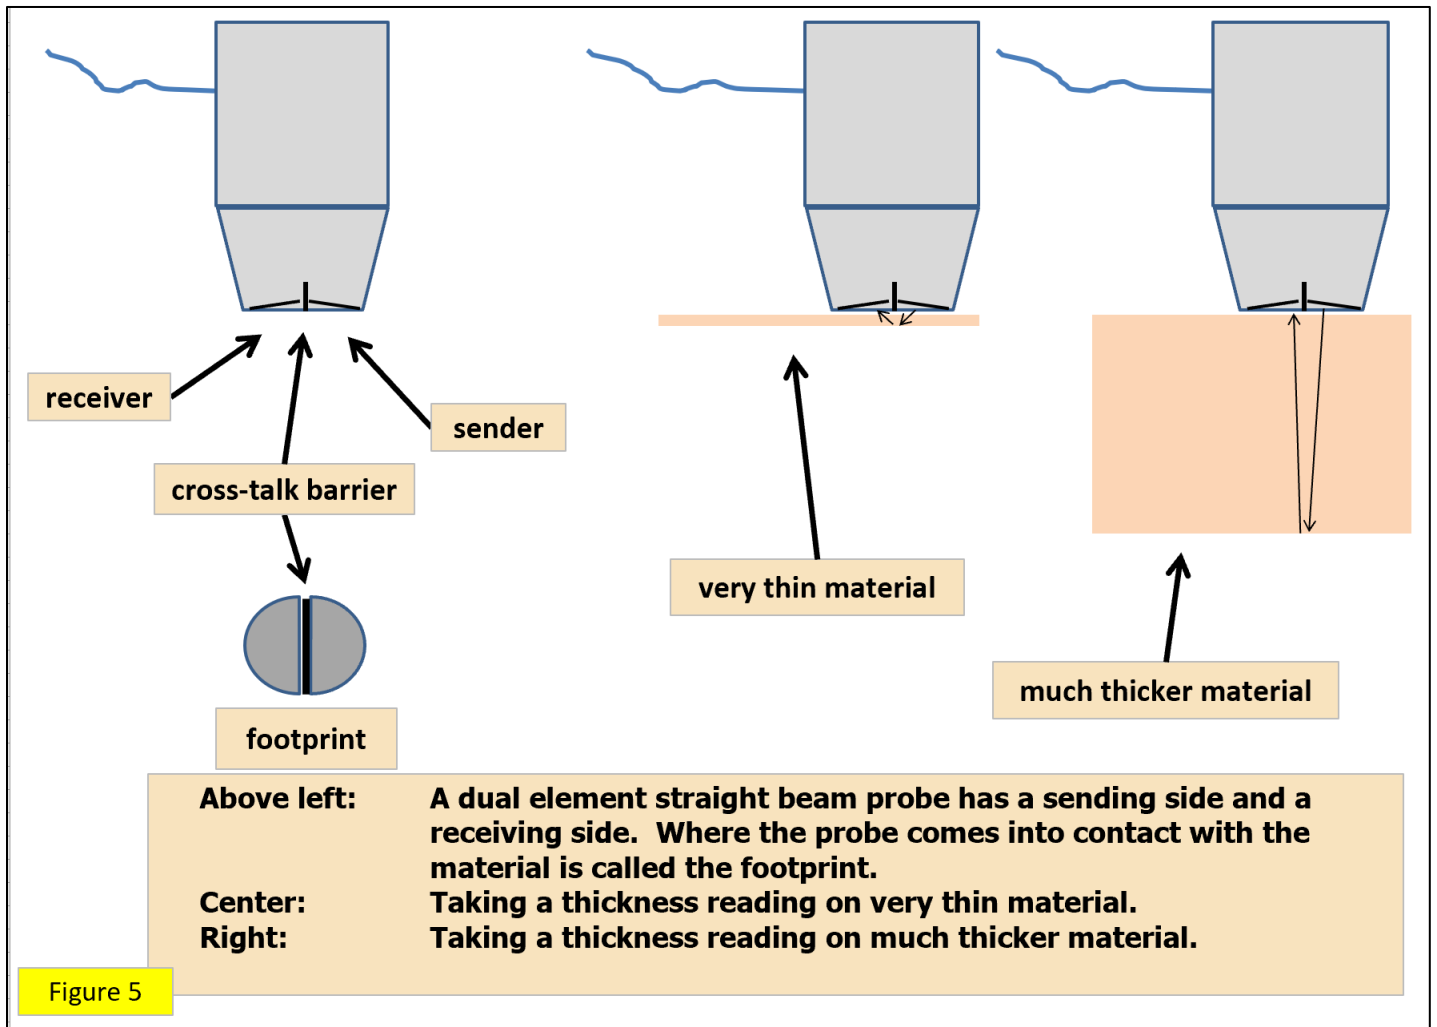 receiver
sender
cross-talk barrier
very thin material
much thicker material
footprint
Above left: A dual element straight beam probe has a sending side and a
receiving side. Where the probe comes into contact with the
material is called the footprint.
Center: Taking a thickness reading on very thin material.
Right: Taking a thickness reading on much thicker material.
Figure 5